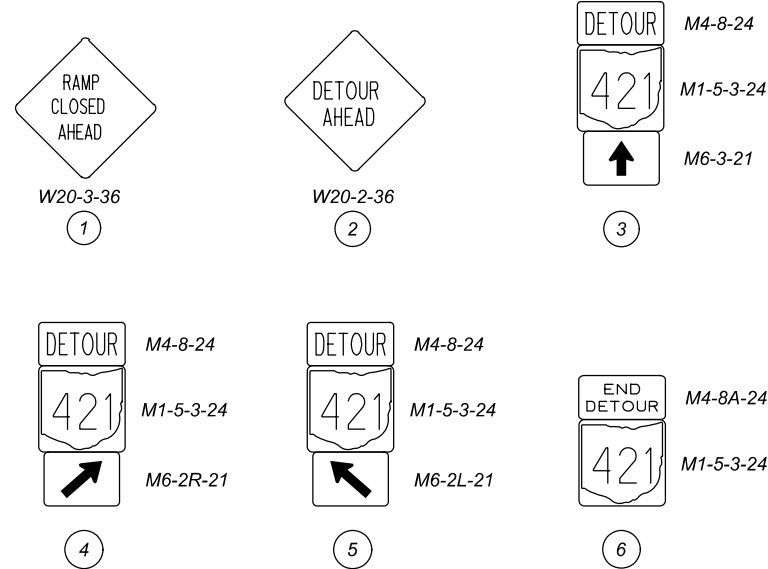 RAMP
CLOSED
AHEAD
W20-3-36
1
DETOUR
AHEAD
W20-2-36
2
DETOUR
M4-8-24
421
M1-5-3-24
M6-3-21
3
DETOUR
M4-8-24
421
M1-5-3-24
M6-2R-21
4
DETOUR
M4-8-24
421
M1-5-3-24
M6-2L-21
5
END
DETOUR
M4-8A-24
421
M1-5-3-24
6